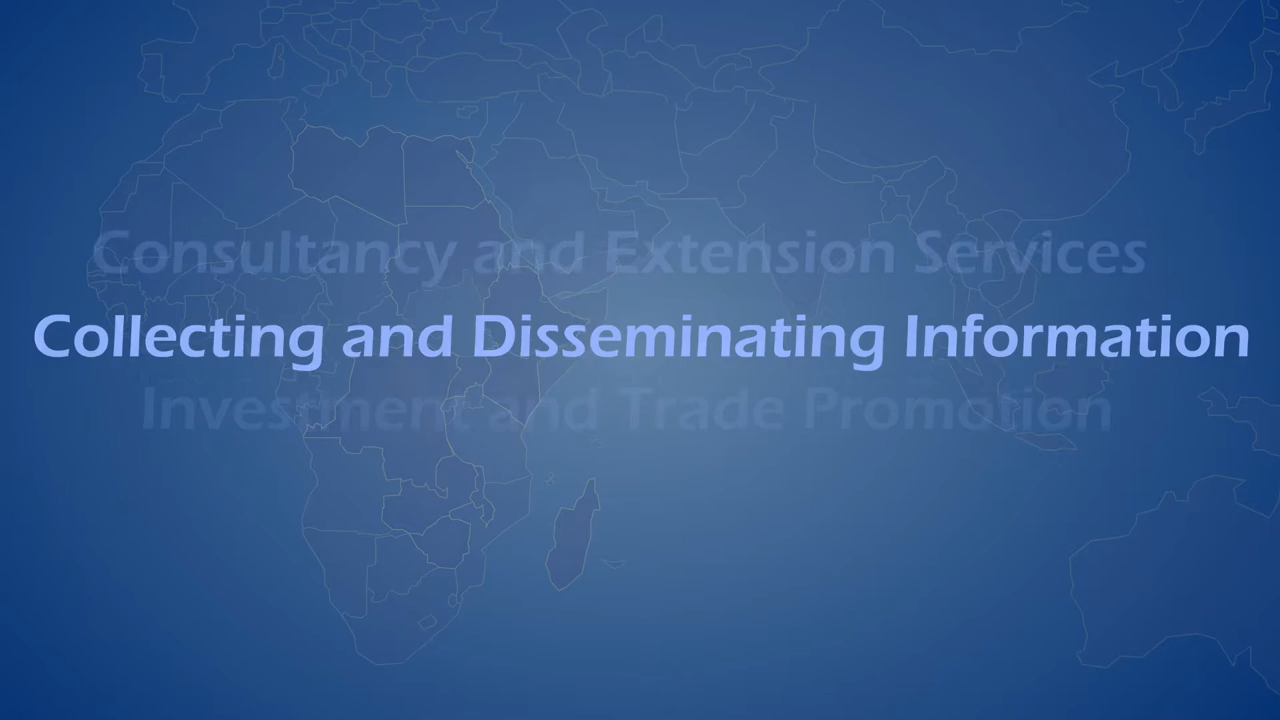 Consultancy and Extension Services
Collecting and Disseminating Information
Investment and Trade Promotion